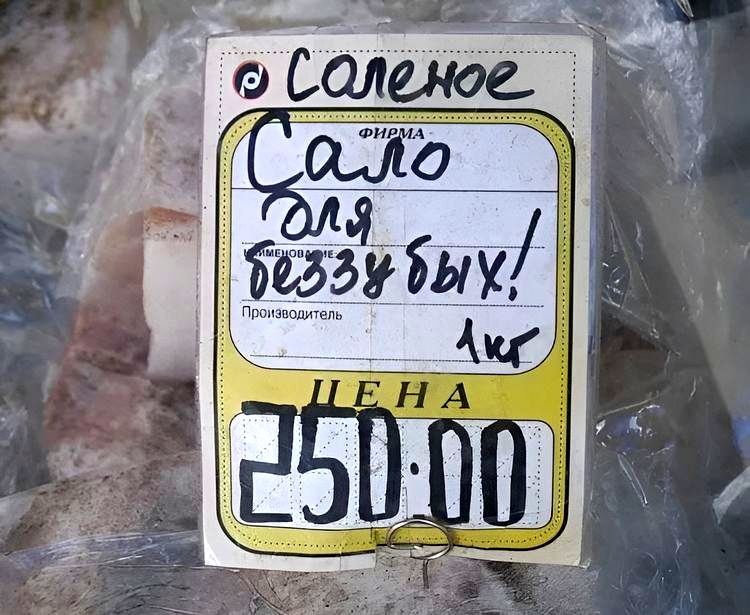 Соленое
ФИРМА
Сало
для
НАИМЕНОВАНИЕ
беззубых!
Производитель
1кг
ЦЕНА
250.00